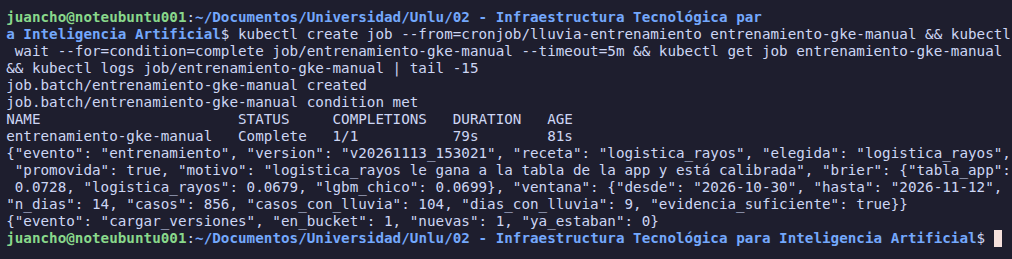 juancho@noteubuntu001:~/Documentos/Universidad/Unlu/02 - Infraestructura Tecnológica par
a Inteligencia Artificial$ kubectl create job --from=cronjob/lluvia-entrenamiento entrenamiento-gke-manual && kubectl
 wait --for=condition=complete job/entrenamiento-gke-manual --timeout=5m && kubectl get job entrenamiento-gke-manual
&& kubectl logs job/entrenamiento-gke-manual | tail -15
job.batch/entrenamiento-gke-manual created
job.batch/entrenamiento-gke-manual condition met
NAME                       STATUS     COMPLETIONS   DURATION   AGE
entrenamiento-gke-manual   Complete   1/1           79s        81s
{"evento": "entrenamiento", "version": "v20261113_153021", "receta": "logistica_rayos", "elegida": "logistica_rayos",
 "promovida": true, "motivo": "logistica_rayos le gana a la tabla de la app y está calibrada", "brier": {"tabla_app":
 0.0728, "logistica_rayos": 0.0679, "lgbm_chico": 0.0699}, "ventana": {"desde": "2026-10-30", "hasta": "2026-11-12",
"n_dias": 14, "casos": 856, "casos_con_lluvia": 104, "dias_con_lluvia": 9, "evidencia_suficiente": true}}
{"evento": "cargar_versiones", "en_bucket": 1, "nuevas": 1, "ya_estaban": 0}
juancho@noteubuntu001:~/Documentos/Universidad/Unlu/02 - Infraestructura Tecnológica para Inteligencia Artificial$